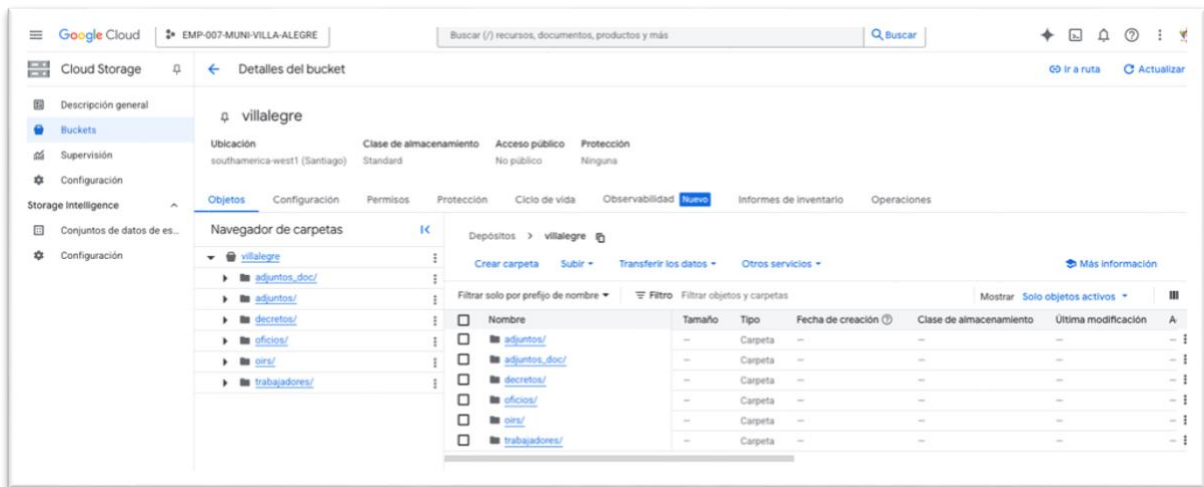 Google Cloud
EMP-007-MUNI-VILLA-ALEGRE
Buscar (/) recursos, documentos, productos y más
Buscar
Cloud Storage
Detalles del bucket
Ir a ruta
Actualizar
Descripción general
Buckets
Supervisión
Configuración
Storage Intelligence
Conjuntos de datos de es...
Configuración
villalegre
Ubicación
southamerica-west1 (Santiago)
Clase de almacenamiento
Standard
Acceso público
No público
Protección
Ninguna
Objetos Configuración Permisos Protección Ciclo de vida Observabilidad Nuevo Informes de inventario Operaciones
Navegador de carpetas
villalegre
adjuntos_doc/
adjuntos/
decretos/
oficios/
oirs/
trabajadores/
Depósitos > villalegre
Crear carpeta Subir Transferir los datos Otros servicios Más información
Filtrar solo por prefijo de nombre Filtro Filtrar objetos y carpetas Mostrar Solo objetos activos
Nombre Tamaño Tipo Fecha de creación Clase de almacenamiento Última modificación A
adjuntos/ — Carpeta — — — —
adjuntos_doc/ — Carpeta — — — —
decretos/ — Carpeta — — — —
oficios/ — Carpeta — — — —
oirs/ — Carpeta — — — —
trabajadores/ — Carpeta — — — —